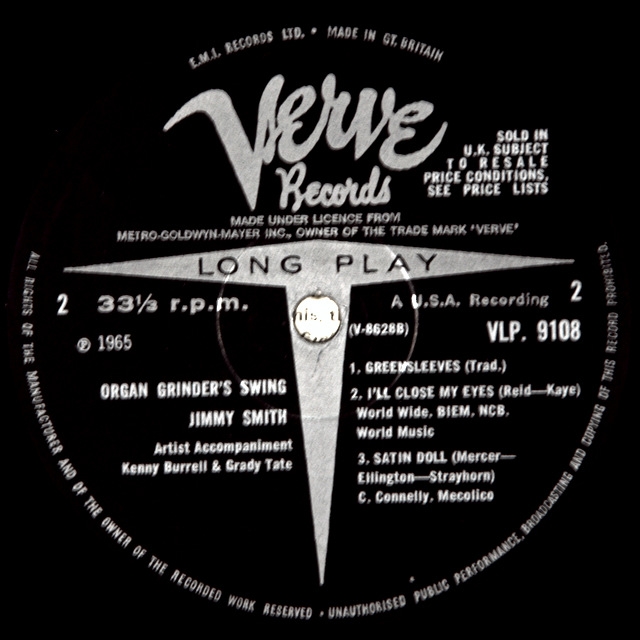 E.M.I. RECORDS LTD. • MADE IN GT. BRITAIN
Verve
Records
SOLD IN
U.K. SUBJECT
TO RESALE
PRICE CONDITIONS,
SEE PRICE LISTS
MADE UNDER LICENCE FROM
METRO-GOLDWYN-MAYER INC., OWNER OF THE TRADE MARK "VERVE"
LONG PLAY
2 33⅓ r.p.m.
A U.S.A. Recording 2
(V-8628B)
VLP. 9108
℗ 1965
ORGAN GRINDER'S SWING
JIMMY SMITH
Artist Accompaniment
Kenny Burrell & Grady Tate
1. GREENSLEEVES (Trad.)
2. I'LL CLOSE MY EYES (Reid—Kaye)
World Wide, BIEM, NCB,
World Music
3. SATIN DOLL (Mercer—
Ellington—Strayhorn)
C. Connelly, Mecolico
ALL RIGHTS OF THE MANUFACTURER AND OF THE OWNER OF THE RECORDED WORK RESERVED • UNAUTHORISED PUBLIC PERFORMANCE, BROADCASTING AND COPYING OF THIS RECORD PROHIBITED.